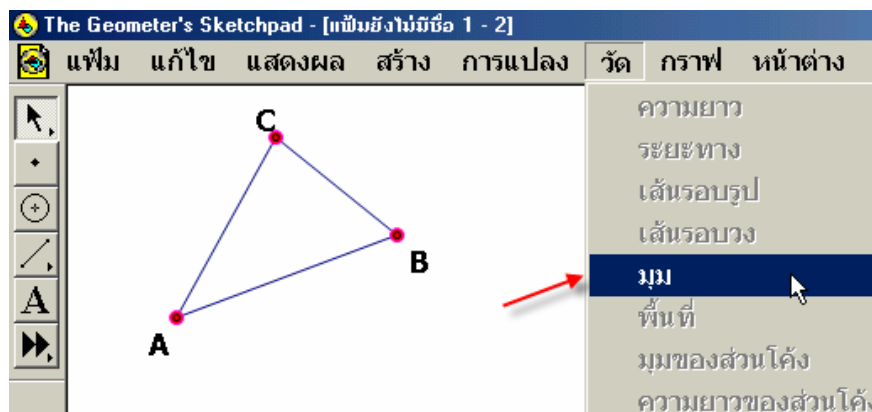 The Geometer's Sketchpad - [แฟ้มยังไม่มีชื่อ 1 - 2]
แฟ้ม แก้ไข แสดงผล สร้าง การแปลง วัด กราฟ หน้าต่าง
ความยาว
ระยะทาง
เส้นรอบรูป
เส้นรอบวง
มุม
พื้นที่
มุมของส่วนโค้ง
ความยาวของส่วนโค้ง
C
B
A
A